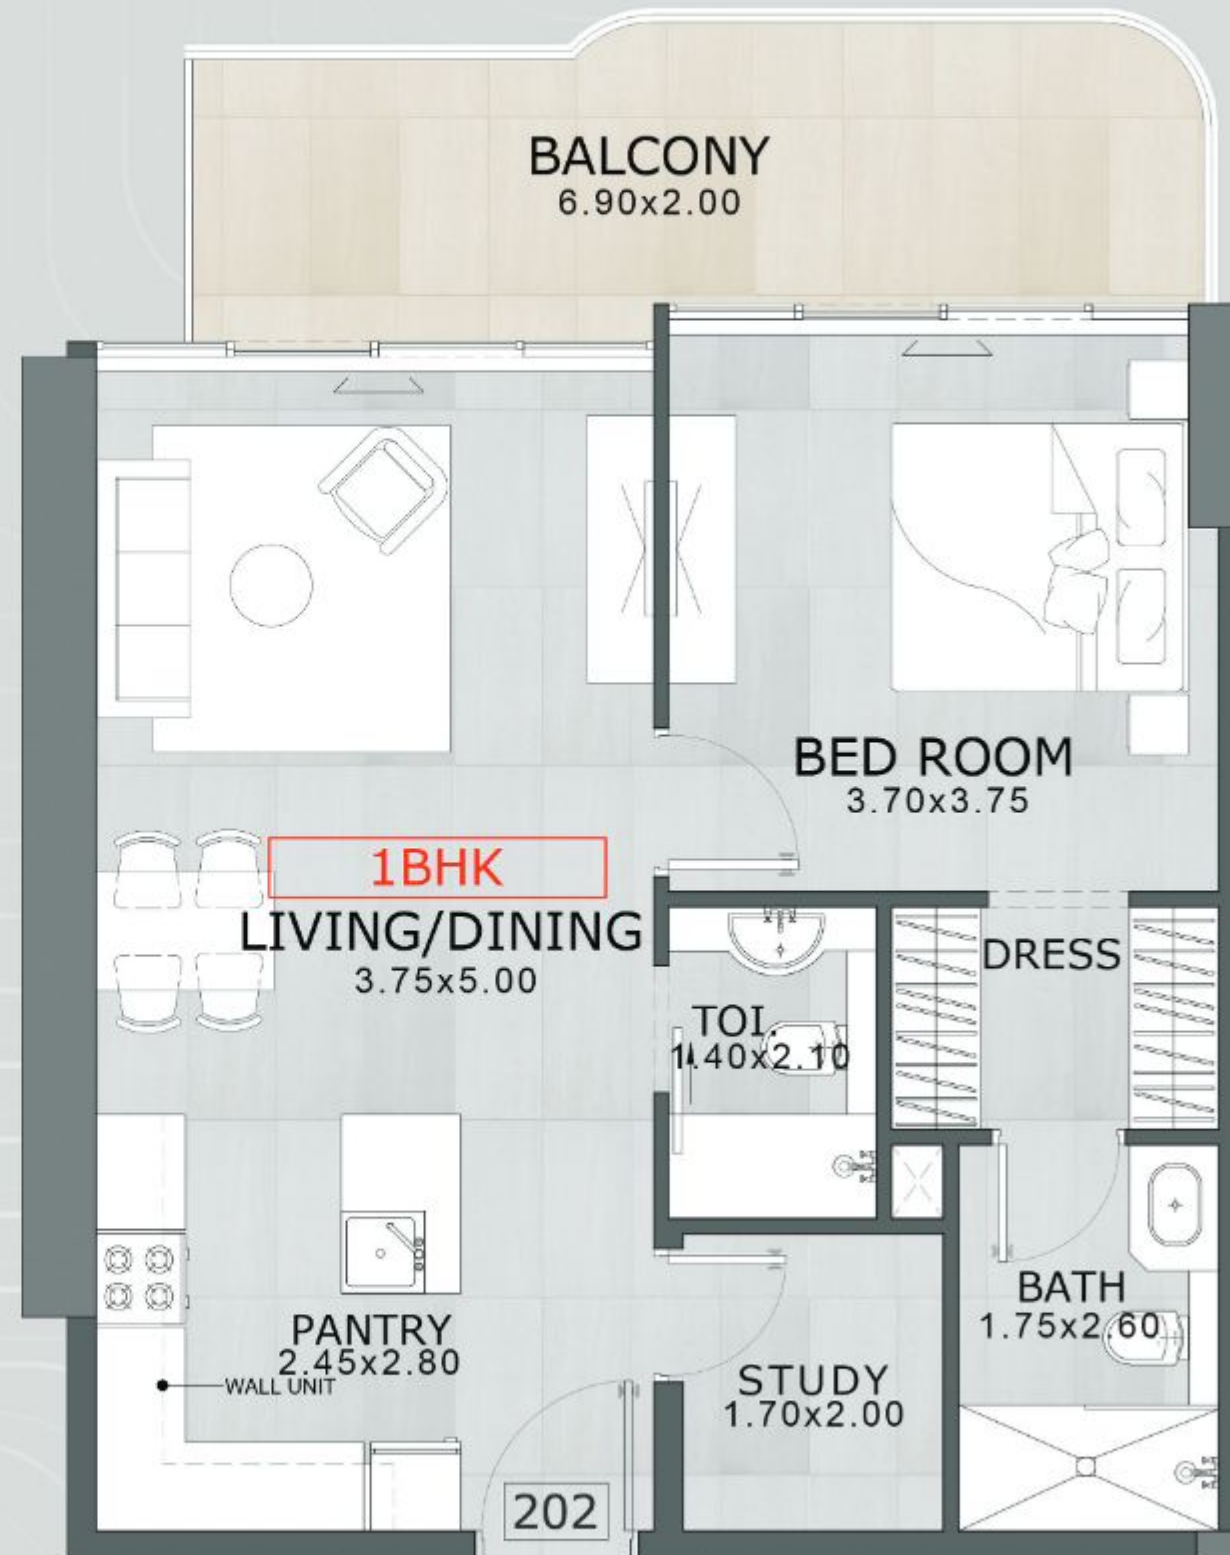 BALCONY
6.90x2.00
BED ROOM
3.70x3.75
1BHK
LIVING/DINING
3.75x5.00
DRESS
TOI.
1.40x2.10
BATH
1.75x2.60
PANTRY
2.45x2.80
WALL UNIT
STUDY
1.70x2.00
202